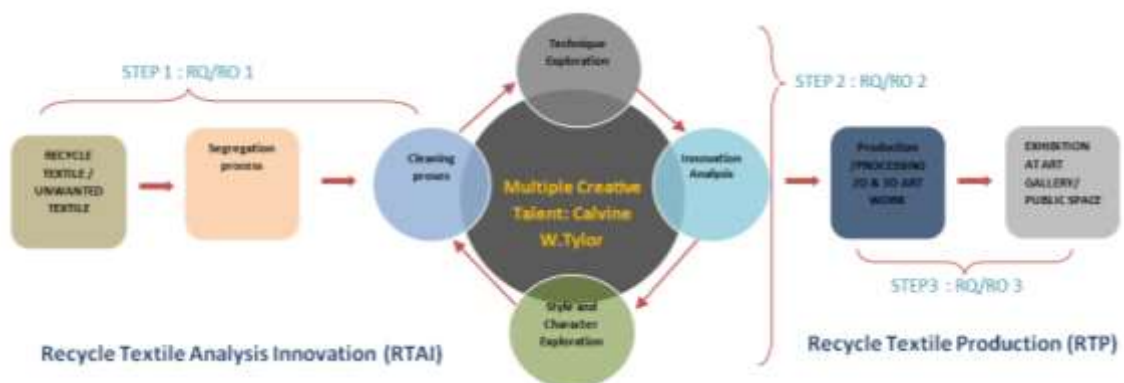 STEP 1 : RQ/RO 1
RECYCLE
TEXTILE /
UNWANTED
TEXTILE
Segregation
process
Cleaning
proses
Technique
Exploration
Multiple Creative
Talent: Calvine
W.Tylor
Innovation
Analysis
Style and
Character
Exploration
STEP 2 : RQ/RO 2
Production
/PROCESSING
2D & 3D ART
WORK
EXHIBITION
AT ART
GALLERY/
PUBLIC SPACE
STEP3 : RQ/RO 3
Recycle Textile Analysis Innovation (RTAI)
Recycle Textile Production (RTP)